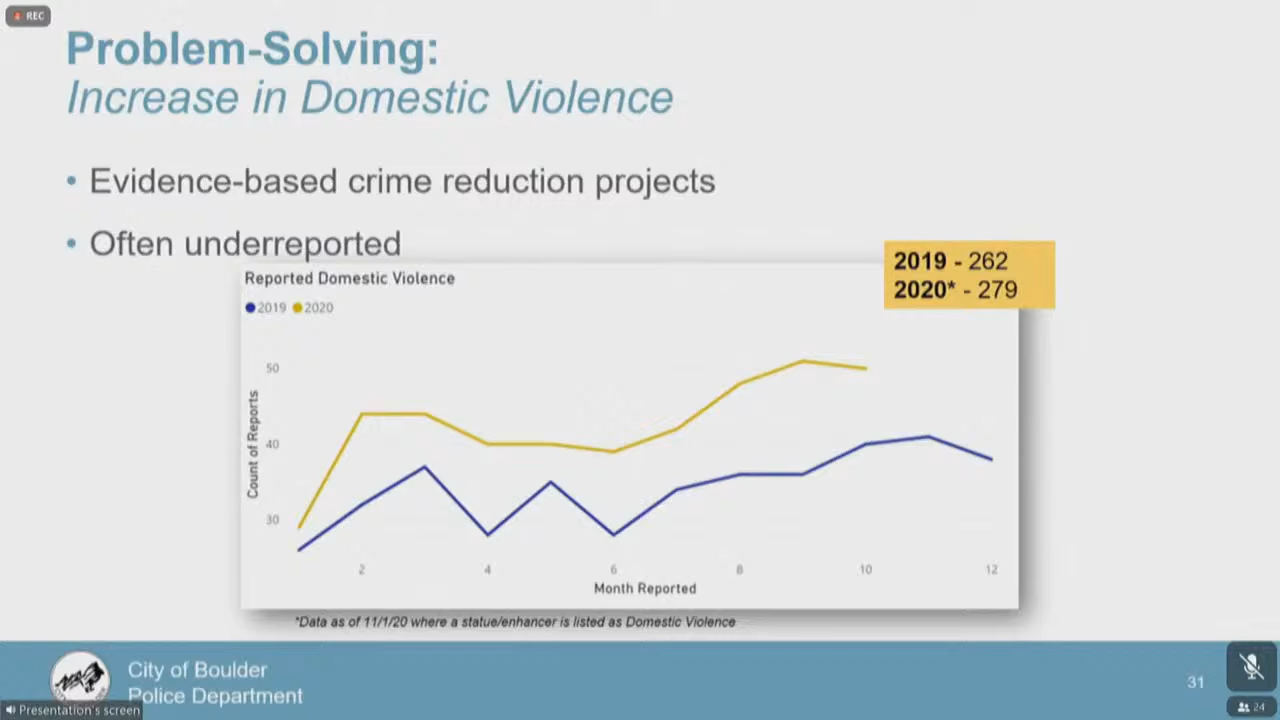 REC
Problem-Solving:
Increase in Domestic Violence
• Evidence-based crime reduction projects
• Often underreported
2019 - 262
2020* - 279
Reported Domestic Violence
2019 2020
50
40
30
Count of Reports
2 4 6 8 10 12
Month Reported
*Data as of 11/1/20 where a statue/enhancer is listed as Domestic Violence
City of Boulder
Police Department
31
Presentation's screen
24